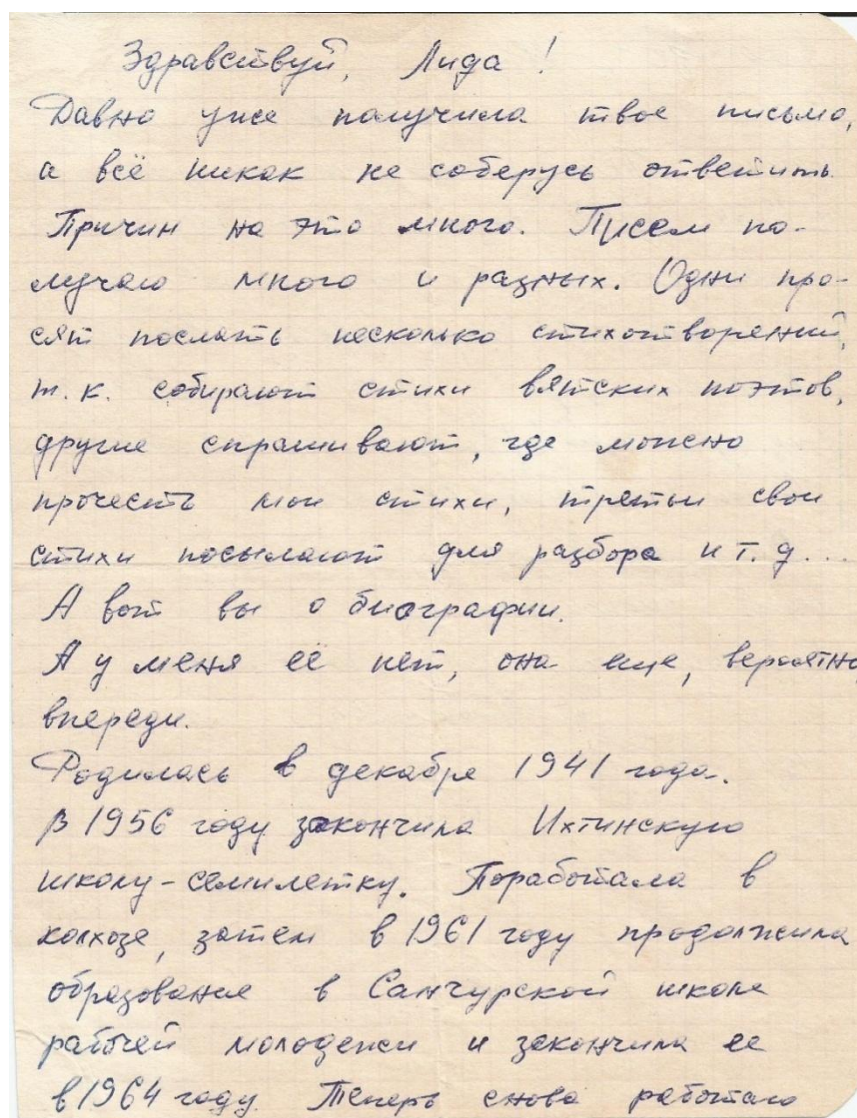 Здравствуй, Лида!
Давно уже получила твое письмо,
а всё никак не соберусь ответить.
Причин на это много. Писем по-
лучаю много и разных. Одни про-
сят послать несколько стихотворений,
т.к. собирают стихи вятских поэтов,
другие спрашивают, где можно
прочесть мои стихи, третьи свои
стихи посылают для разбора и т.д...
А вот вы о биографии.
А у меня её нет, она еще, вероятно,
впереди.
Родилась в декабре 1941 года.
В 1956 году закончила Ихтинскую
школу-семилетку. Поработала в
колхозе, затем в 1961 году продолжила
образование в Санчурской школе
рабочей молодежи и закончила ее
в 1964 году. Теперь снова работаю